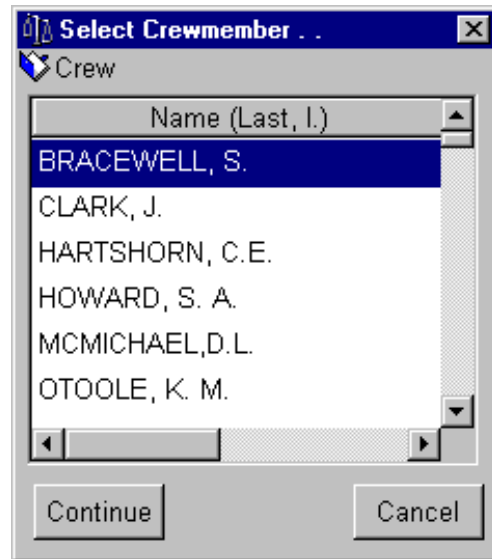 Select Crewmember . .
Crew
Name (Last, I.)
BRACEWELL, S.
CLARK, J.
HARTSHORN, C.E.
HOWARD, S. A.
MCMICHAEL,D.L.
OTOOLE, K. M.
Continue Cancel